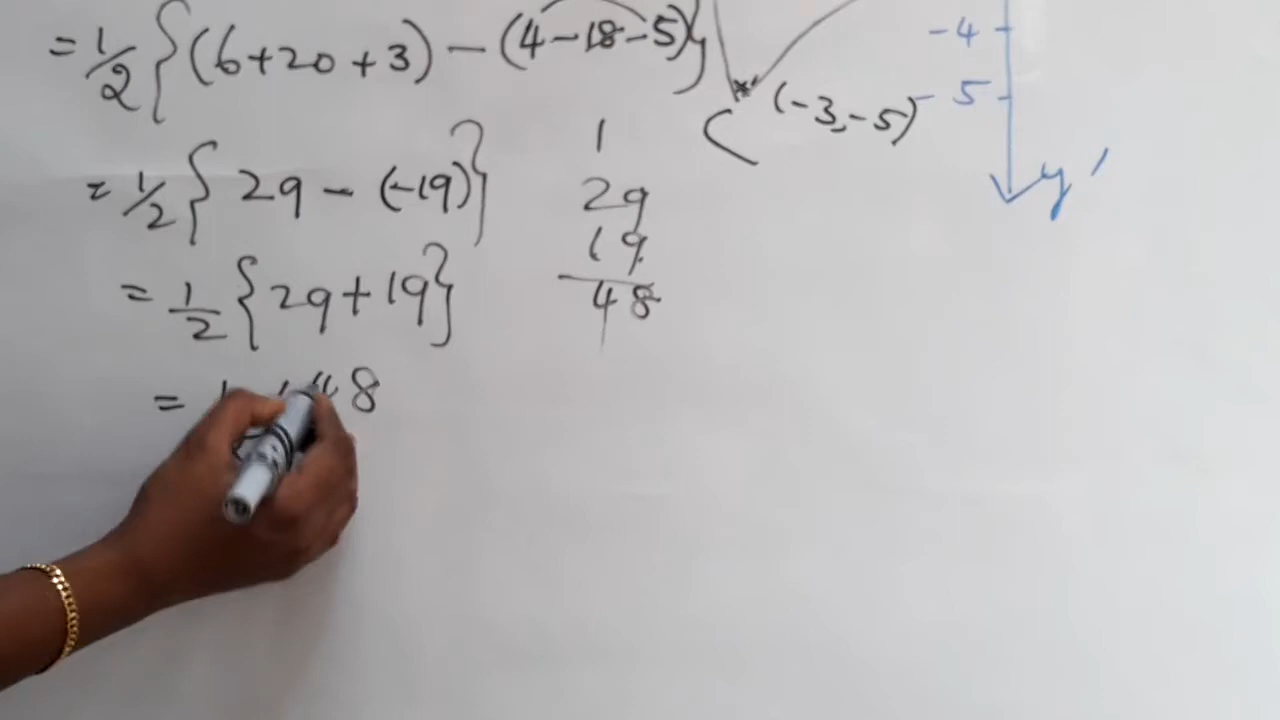 = 1/2 {(6+20+3) - (4-18-5)}
-4
C (-3,-5)
-5
y'
= 1/2 {29 - (-19)}
1
29
19
48
= 1/2 {29+19}
= 48